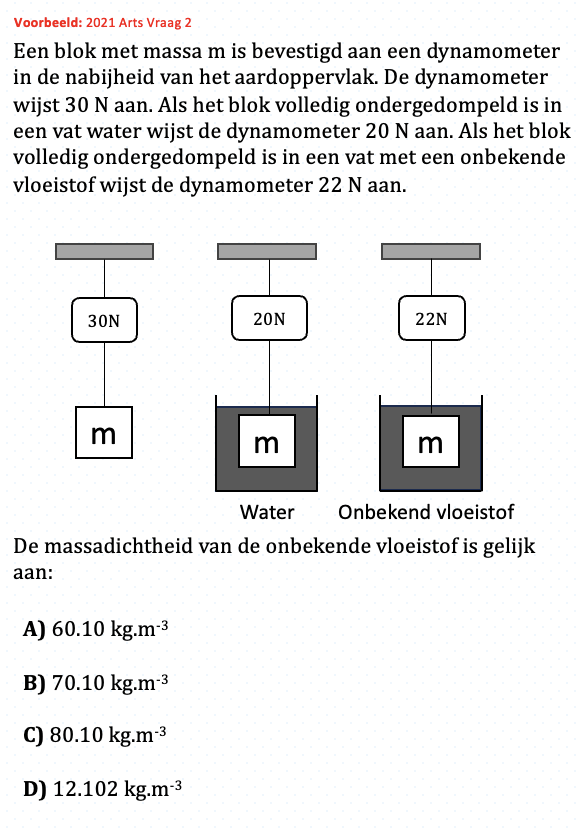 Voorbeeld: 2021 Arts Vraag 2
Een blok met massa m is bevestigd aan een dynamometer
in de nabijheid van het aardoppervlak. De dynamometer
wijst 30 N aan. Als het blok volledig ondergedompeld is in
een vat water wijst de dynamometer 20 N aan. Als het blok
volledig ondergedompeld is in een vat met een onbekende
vloeistof wijst de dynamometer 22 N aan.
30N 20N 22N
m m m
Water Onbekend vloeistof
De massadichtheid van de onbekende vloeistof is gelijk
aan:
A) 60.10 kg.m⁻³
B) 70.10 kg.m⁻³
C) 80.10 kg.m⁻³
D) 12.102 kg.m⁻³